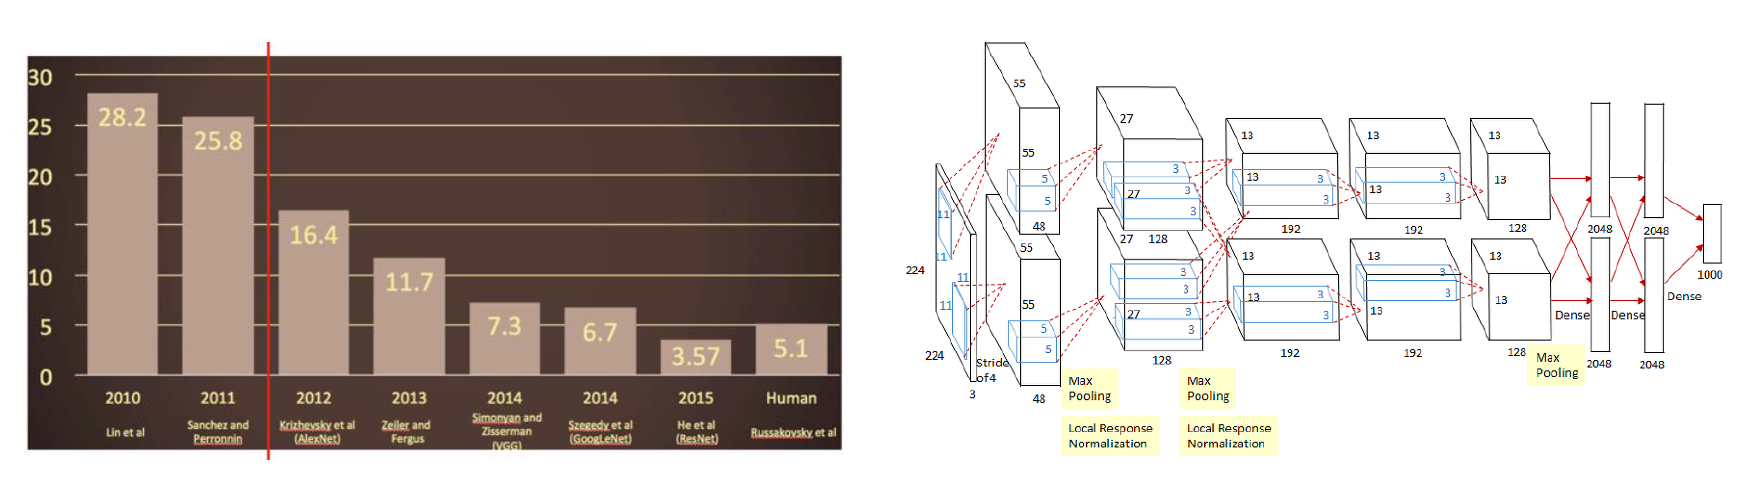 30
25
20
15
10
5
0
28.2
25.8
16.4
11.7
7.3
6.7
3.57
5.1
2010
2011
2012
2013
2014
2014
2015
Human
Lin et al
Sanchez and
Perronnin
Krizhevsky et al
(AlexNet)
Zeiler and
Fergus
Simonyan and
Zisserman
(VGG)
Szegedy et al
(GoogLeNet)
He et al
(ResNet)
Russakovsky et al
224
11
11
11
11
224
3
Stride
of 4
55
55
5
5
48
55
55
5
5
48
27
3
27
3
3
128
27
3
3
27
3
3
128
13
13
3
3
192
13
13
3
3
192
13
13
3
3
192
13
13
3
3
192
13
13
128
13
13
128
Max
Pooling
Local Response
Normalization
Max
Pooling
Local Response
Normalization
Max
Pooling
2048
2048
2048
2048
Dense
Dense
Dense
1000